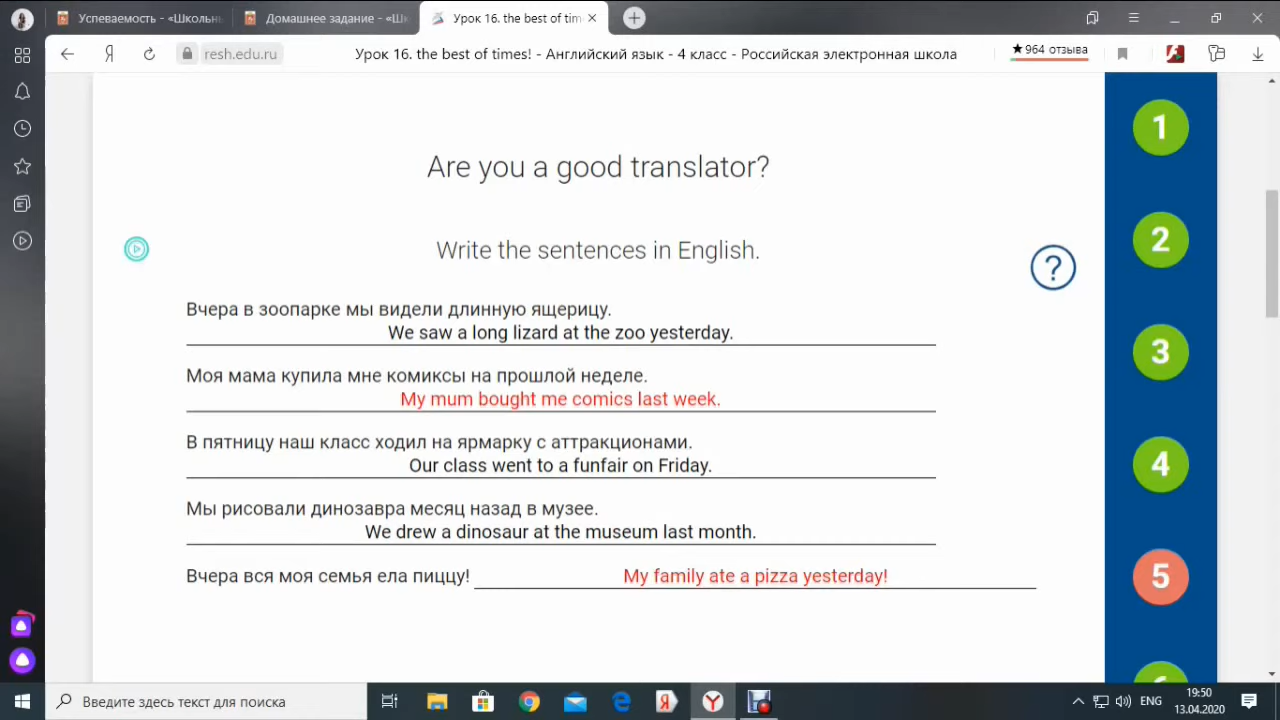 Успеваемость - «Школьн
Домашнее задание - «Шк
Урок 16. the best of tim
resh.edu.ru
Урок 16. the best of times! - Английский язык - 4 класс - Российская электронная школа
★ 964 отзыва
Are you a good translator?
Write the sentences in English.
?
Вчера в зоопарке мы видели длинную ящерицу.
We saw a long lizard at the zoo yesterday.
Моя мама купила мне комиксы на прошлой неделе.
My mum bought me comics last week.
В пятницу наш класс ходил на ярмарку с аттракционами.
Our class went to a funfair on Friday.
Мы рисовали динозавра месяц назад в музее.
We drew a dinosaur at the museum last month.
Вчера вся моя семья ела пиццу! My family ate a pizza yesterday!
1
2
3
4
5
Введите здесь текст для поиска
ENG
19:50
13.04.2020